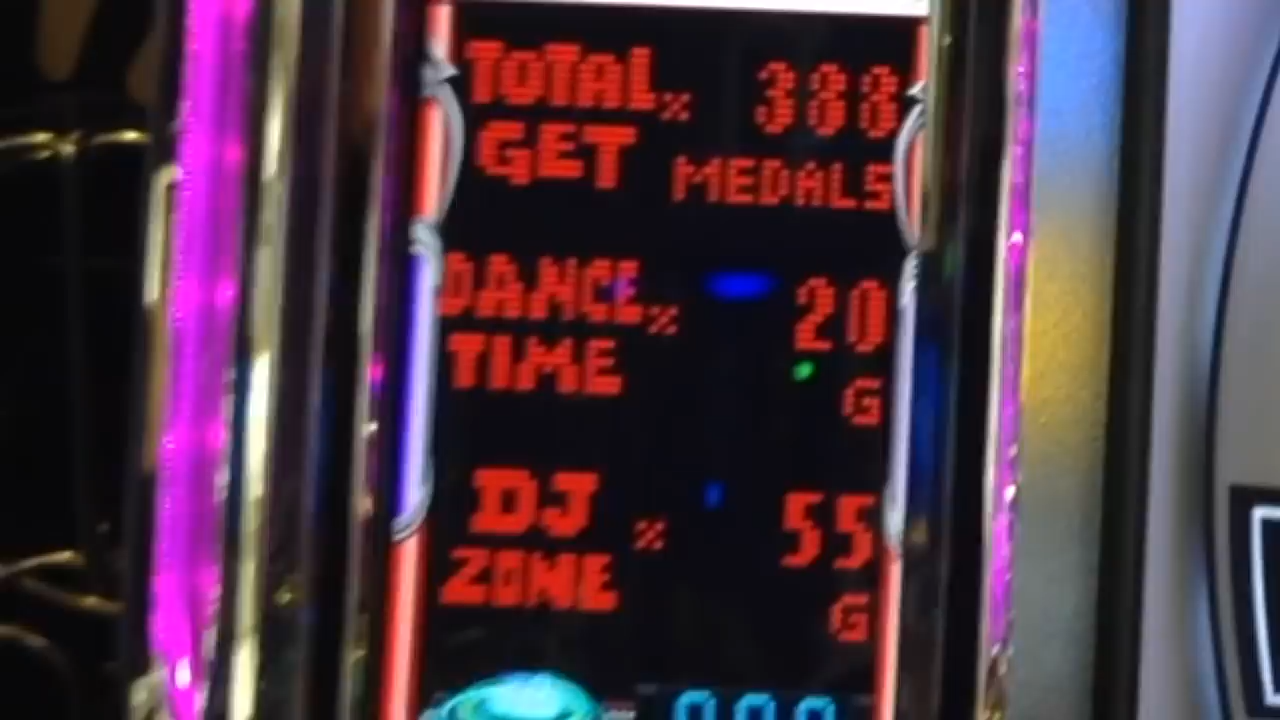 TOTAL % 388
GET MEDALS
DANCE % 20
TIME G
DJ % 55
ZONE G